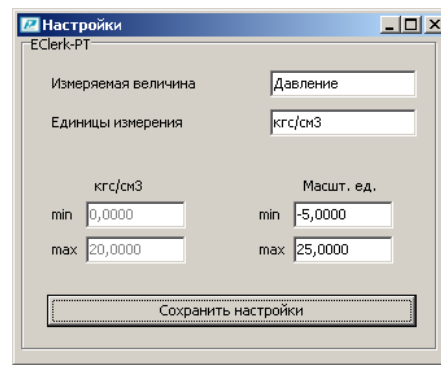 Настройки
EClerk-PT
Измеряемая величина Давление
Единицы измерения кгс/см3
кгс/см3 Масшт. ед.
min 0,0000 min -5,0000
max 20,0000 max 25,0000
Сохранить настройки